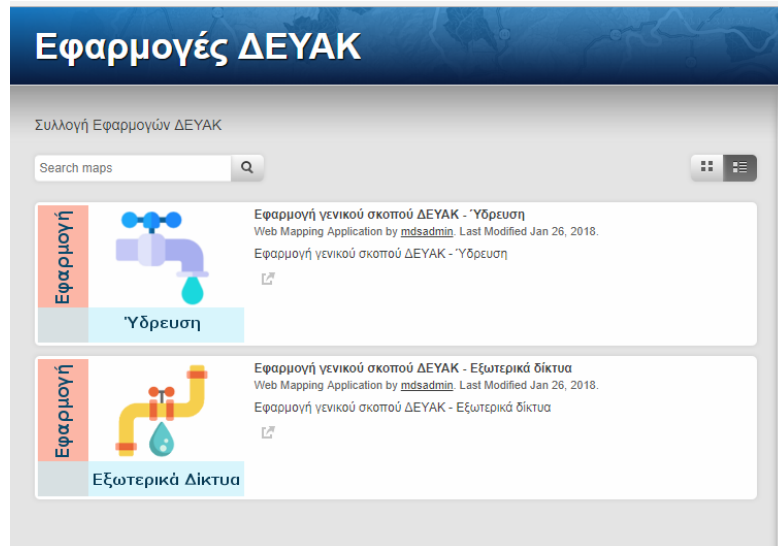 Εφαρμογές ΔΕΥΑΚ
Συλλογή Εφαρμογών ΔΕΥΑΚ
Search maps
Εφαρμογή
Ύδρευση
Εφαρμογή γενικού σκοπού ΔΕΥΑΚ - Ύδρευση
Web Mapping Application by mdsadmin. Last Modified Jan 26, 2018.
Εφαρμογή γενικού σκοπού ΔΕΥΑΚ - Ύδρευση
Εφαρμογή
Εξωτερικά Δίκτυα
Εφαρμογή γενικού σκοπού ΔΕΥΑΚ - Εξωτερικά δίκτυα
Web Mapping Application by mdsadmin. Last Modified Jan 26, 2018.
Εφαρμογή γενικού σκοπού ΔΕΥΑΚ - Εξωτερικά δίκτυα